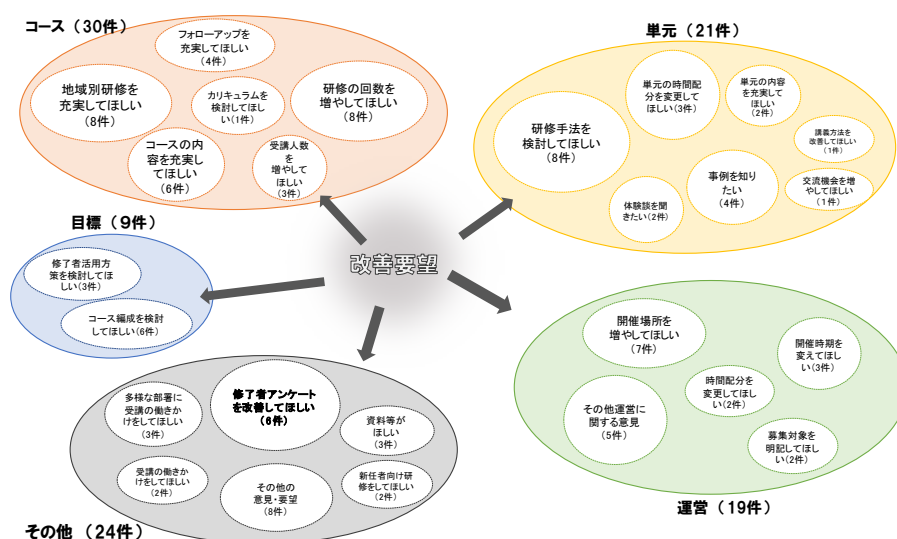 コース（30件）
フォローアップを
充実してほしい
（4件）
地域別研修を
充実してほしい
（8件）
カリキュラムを
検討してほし
い（1件）
研修の回数を
増やしてほしい
（8件）
コースの内
容を充実し
てほしい
（6件）
受講人数
を
増やして
ほしい
（3件）
単元（21件）
単元の時間配
分を変更して
ほしい（3件）
単元の内容
を充実して
ほしい
（2件）
研修手法を
検討してほしい
（8件）
講義方法を
改善してほしい
（1件）
事例を知り
たい
（4件）
交流機会を増
やしてほしい
（1件）
体験談を聞
きたい（2件）
目標（9件）
修了者活用方
策を検討してほ
しい（3件）
コース編成を検討
してほしい（6件）
改善要望
開催場所を
増やしてほしい
（7件）
開催時期を
変えてほし
い（3件）
時間配分を
変更してほ
しい（2件）
その他運営に
関する意見
（5件）
募集対象を
明記してほし
い（2件）
運営（19件）
修了者アンケート
を改善してほしい
（6件）
多様な部署に
受講の働きか
けをしてほしい
（3件）
資料等が
ほしい
（3件）
受講の働きか
けをしてほしい
（2件）
その他の
意見・要望
（8件）
新任者向け研
修をしてほしい
（2件）
その他（24件）